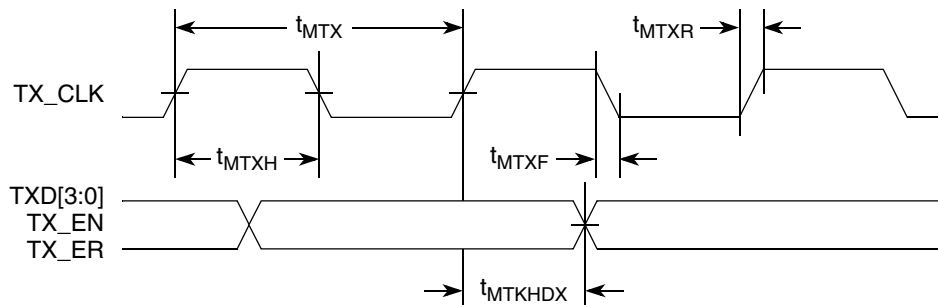 tMTX
tMTXR
TX_CLK
tMTXH
tMTXF
TXD[3:0]
TX_EN
TX_ER
tMTKHDX